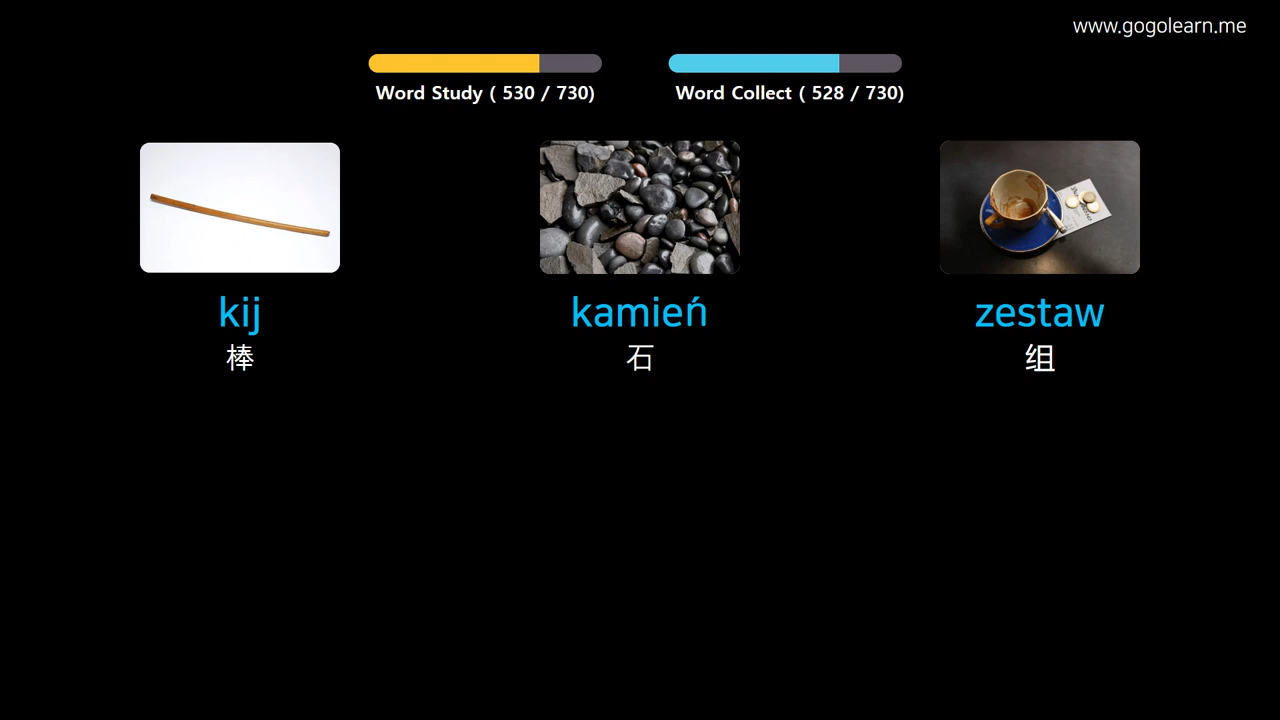 www.gogolearn.me
Word Study ( 530 / 730)
Word Collect ( 528 / 730)
kij
kamień
zestaw
棒
石
组